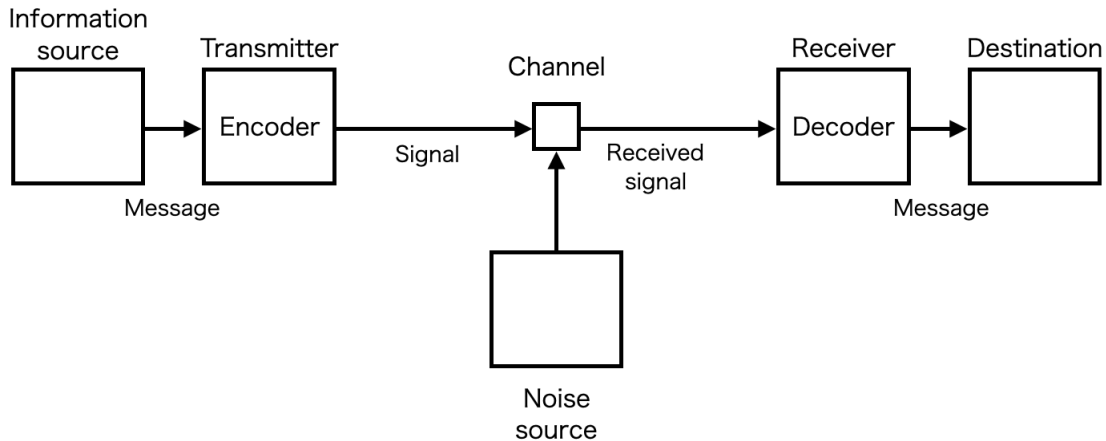 Information
source
Transmitter
Channel
Receiver
Destination
Encoder
Decoder
Signal
Received
signal
Message
Message
Noise
source